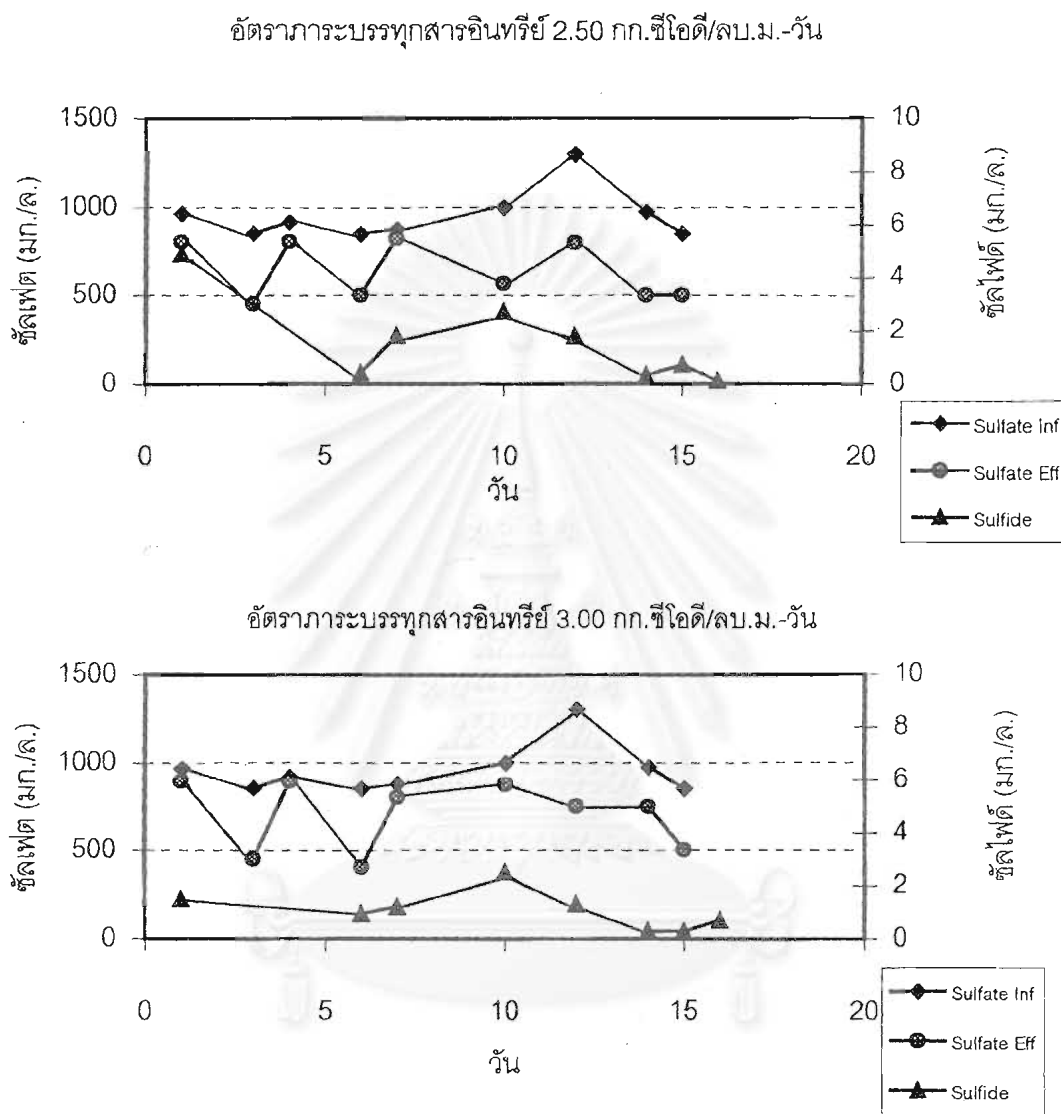 อัตราภาระบรรทุกสารอินทรีย์ 2.50 กก.ซีโอดี/ลบ.ม.-วัน
1500
1000
500
0
ซัลเฟต (มก./ล.)
10
8
6
4
2
0
ซัลไฟด์ (มก./ล.)
0 5 10 15 20
วัน
Sulfate Inf
Sulfate Eff
Sulfide
อัตราภาระบรรทุกสารอินทรีย์ 3.00 กก.ซีโอดี/ลบ.ม.-วัน
1500
1000
500
0
ซัลเฟต (มก./ล.)
10
8
6
4
2
0
ซัลไฟด์ (มก./ล.)
0 5 10 15 20
วัน
Sulfate Inf
Sulfate Eff
Sulfide